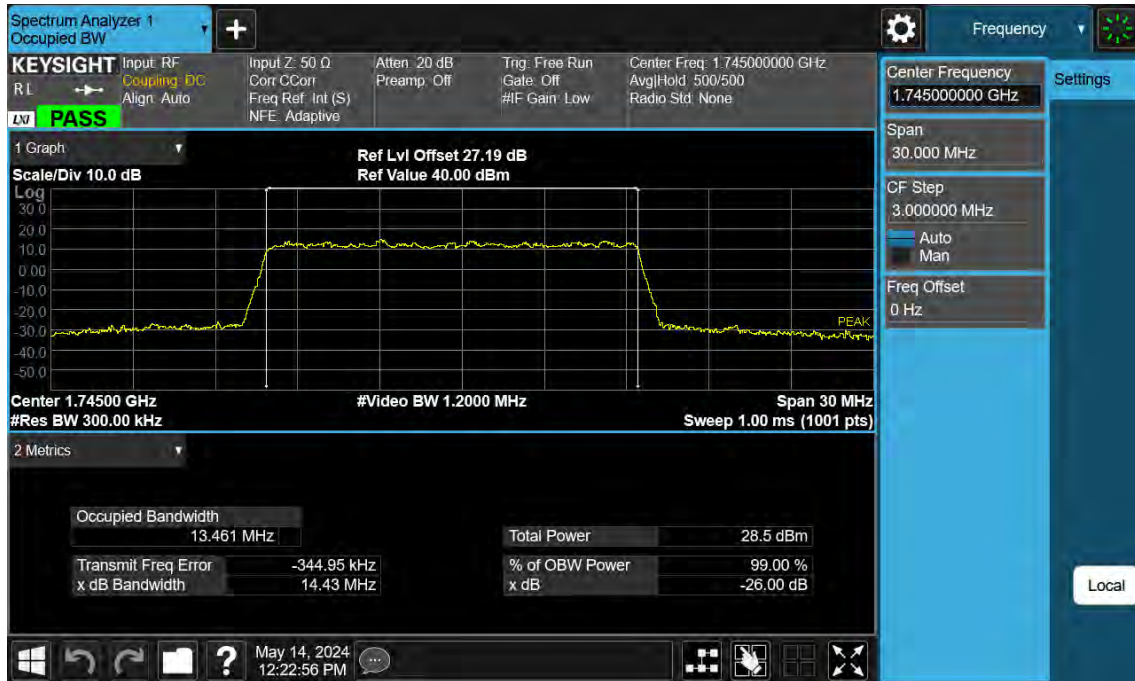 Spectrum Analyzer 1
Occupied BW
Frequency
KEYSIGHT
Input: RF
Coupling: DC
Align: Auto
Input Z: 50 Ω
Corr CCorr
Freq Ref: Int (S)
NFE: Adaptive
Atten: 20 dB
Preamp: Off
Trig: Free Run
Gate: Off
#IF Gain: Low
Center Freq: 1.745000000 GHz
Avg|Hold: 500/500
Radio Std: None
R L
LXI
PASS
Center Frequency
1.745000000 GHz
Settings
Span
30.000 MHz
CF Step
3.000000 MHz
Auto
Man
Freq Offset
0 Hz
Local
1 Graph
Ref Lvl Offset 27.19 dB
Scale/Div 10.0 dB
Ref Value 40.00 dBm
Log
30.0
20.0
10.0
0.00
-10.0
-20.0
-30.0
-40.0
-50.0
PEAK
Center 1.74500 GHz
#Video BW 1.2000 MHz
Span 30 MHz
#Res BW 300.00 kHz
Sweep 1.00 ms (1001 pts)
2 Metrics
Occupied Bandwidth
13.461 MHz
Total Power 28.5 dBm
Transmit Freq Error -344.95 kHz
% of OBW Power 99.00 %
x dB Bandwidth 14.43 MHz
x dB -26.00 dB
?
May 14, 2024
12:22:56 PM